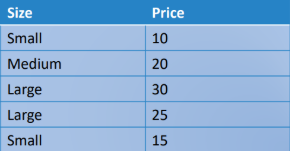 Size Price
Small 10
Medium 20
Large 30
Large 25
Small 15